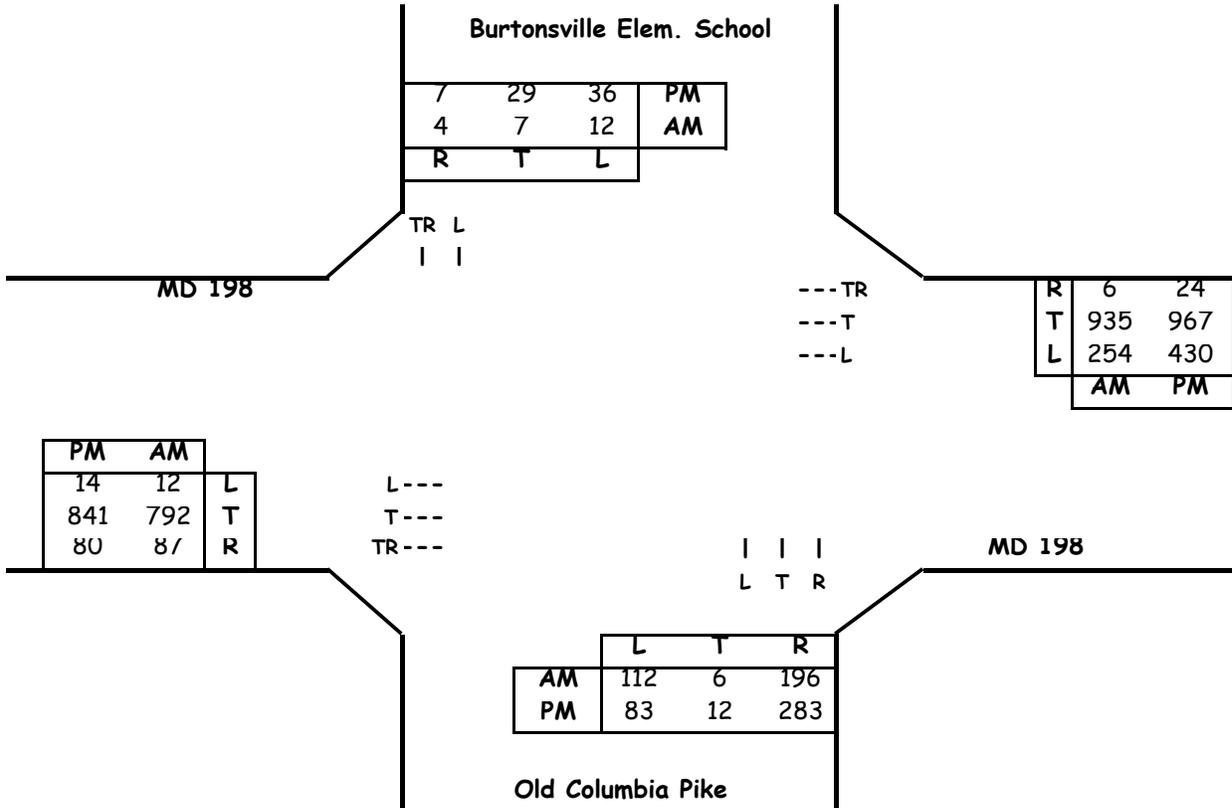 Burtonsville Elem. School
7 29 36 PM
4 7 12 AM
R T L
TR L
MD 198
TR
T
L
R 6 24
T 935 967
L 254 430
AM PM
PM AM
14 12 L
841 792 T
80 87 R
L
T
TR
L T R
MD 198
L T R
AM 112 6 196
PM 83 12 283
Old Columbia Pike